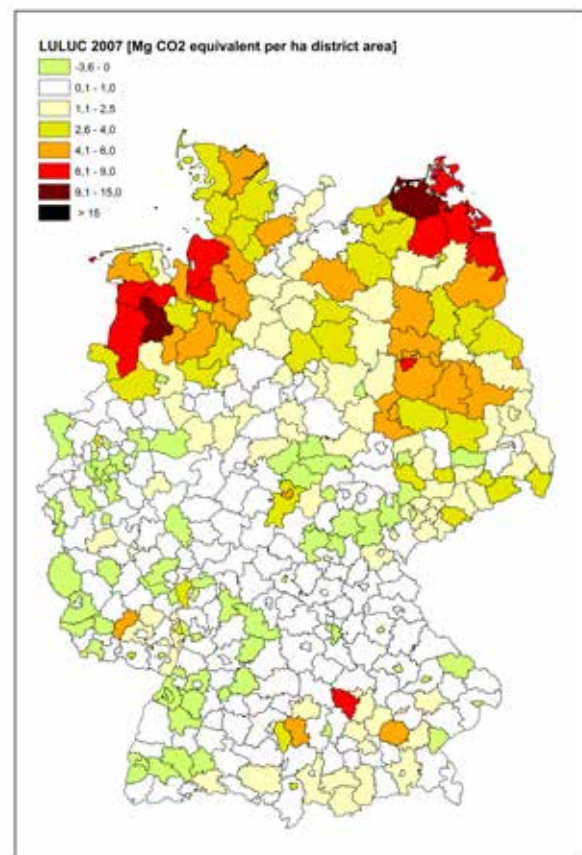 LULUC 2007 [Mg CO2 equivalent per ha district area]
-3,6 - 0
0,1 - 1,0
1,1 - 2,5
2,6 - 4,0
4,1 - 6,0
6,1 - 9,0
9,1 - 15,0
> 15